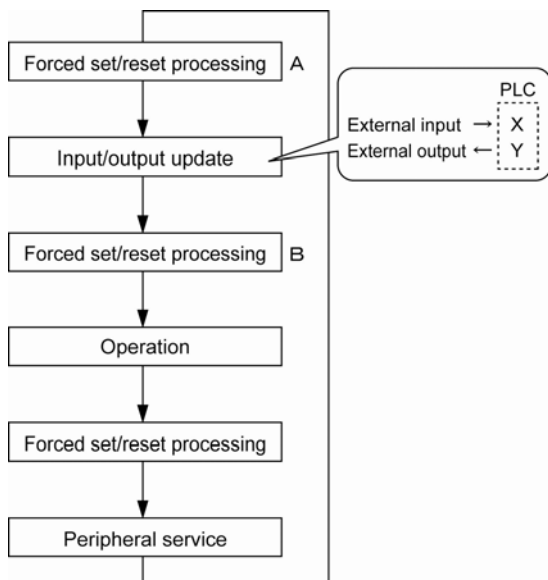 Forced set/reset processing A
PLC
External input → X
Input/output update
External output ← Y
Forced set/reset processing B
Operation
Forced set/reset processing
Peripheral service